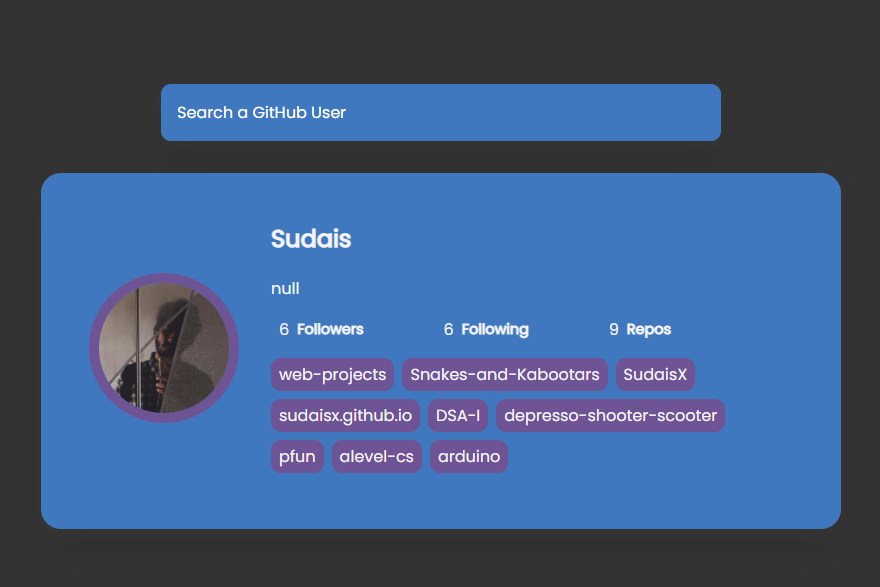 Search a GitHub User
Sudais
null
6 Followers 6 Following 9 Repos
web-projects Snakes-and-Kabootars SudaisX
sudaisx.github.io DSA-I depresso-shooter-scooter
pfun alevel-cs arduino